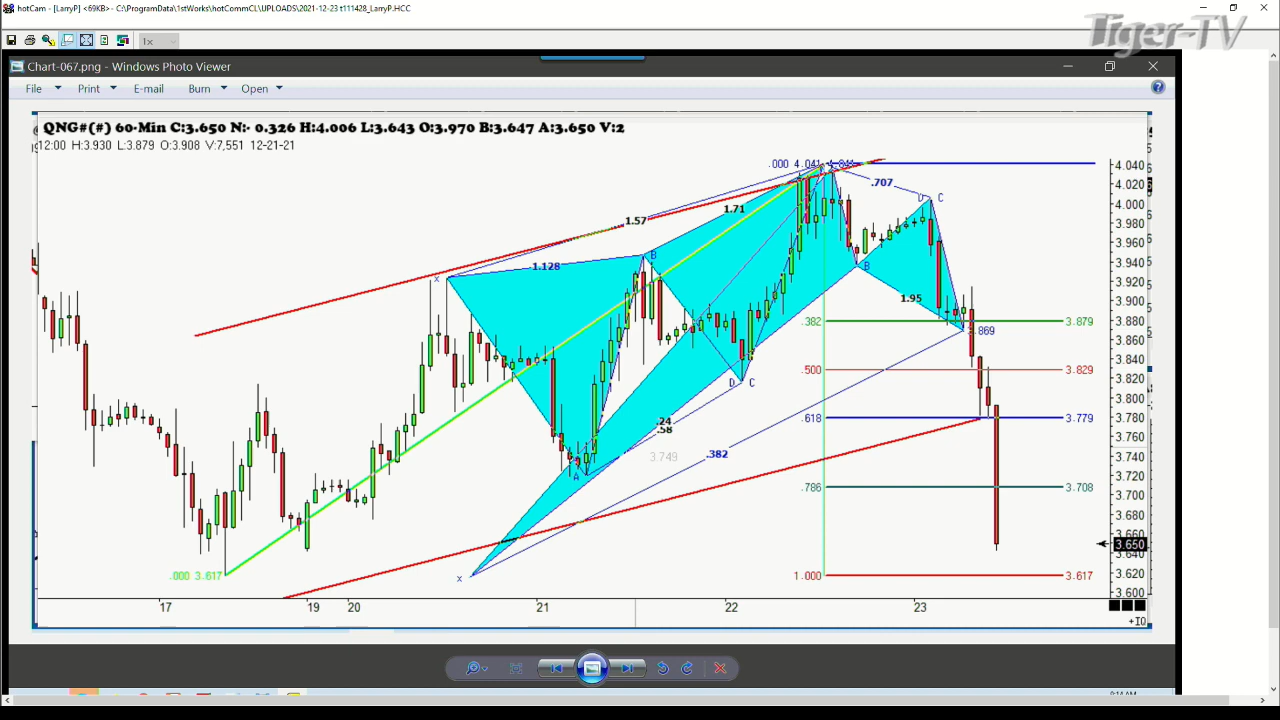 hotCam - [LarryP] <69KB> - C:\ProgramData\1stWorks\hotCommCL\UPLOADS\2021-12-23 t111428_LarryP.HCC
Tiger-TV
1x
Chart-067.png - Windows Photo Viewer
File Print E-mail Burn Open
QNG#(#) 60-Min C:3.650 N:- 0.326 H:4.006 L:3.643 O:3.970 B:3.647 A:3.650 V:2
12:00 H:3.930 L:3.879 O:3.908 V:7,551 12-21-21
.000 4.041
4.040
4.020
4.000
3.980
3.960
3.940
3.920
3.900
3.880
3.860
3.840
3.820
3.800
3.780
3.760
3.740
3.720
3.700
3.680
3.660
3.650
3.640
3.620
3.600
.707
1.71
1.57
D C
X 1.128 B
B
1.95
.382 3.869 3.879
.500 3.829
D C
.618 3.779
.24
.58
3.749 .382
A
.786 3.708
.000 3.617
X
1.000 3.617
17 19 20 21 22 23
+IO